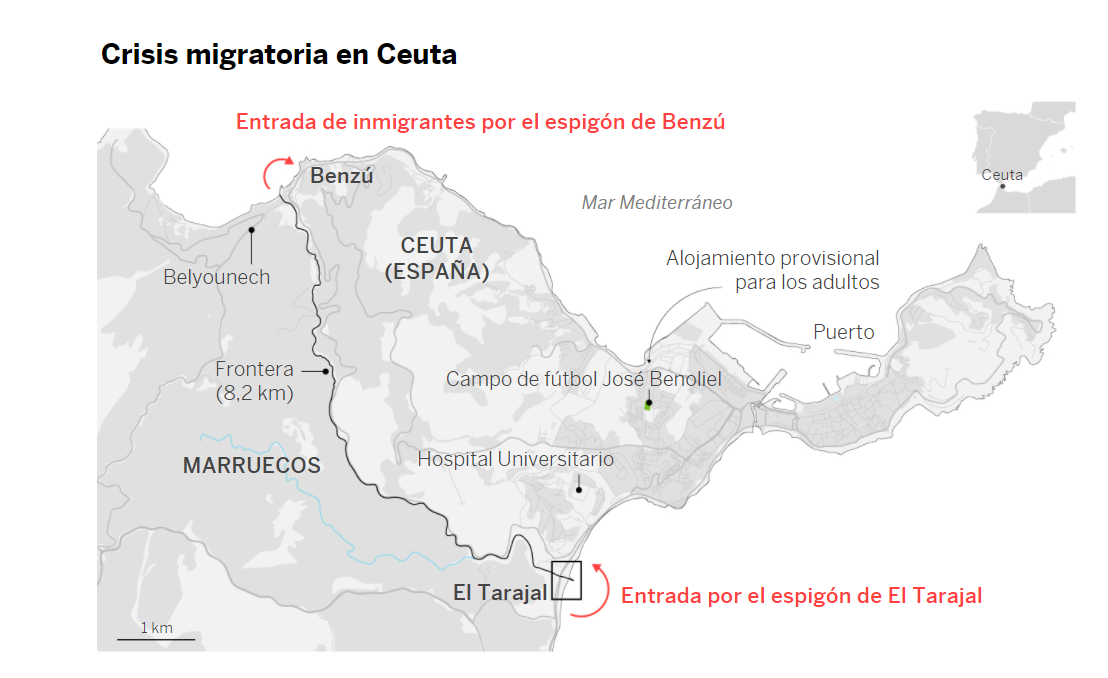 Crisis migratoria en Ceuta
Entrada de inmigrantes por el espigón de Benzú
Benzú
Ceuta
Mar Mediterráneo
CEUTA
(ESPAÑA)
Alojamiento provisional
para los adultos
Belyounech
Puerto
Frontera
(8,2 km)
Campo de fútbol José Benoliel
MARRUECOS
Hospital Universitario
El Tarajal
Entrada por el espigón de El Tarajal
1 km